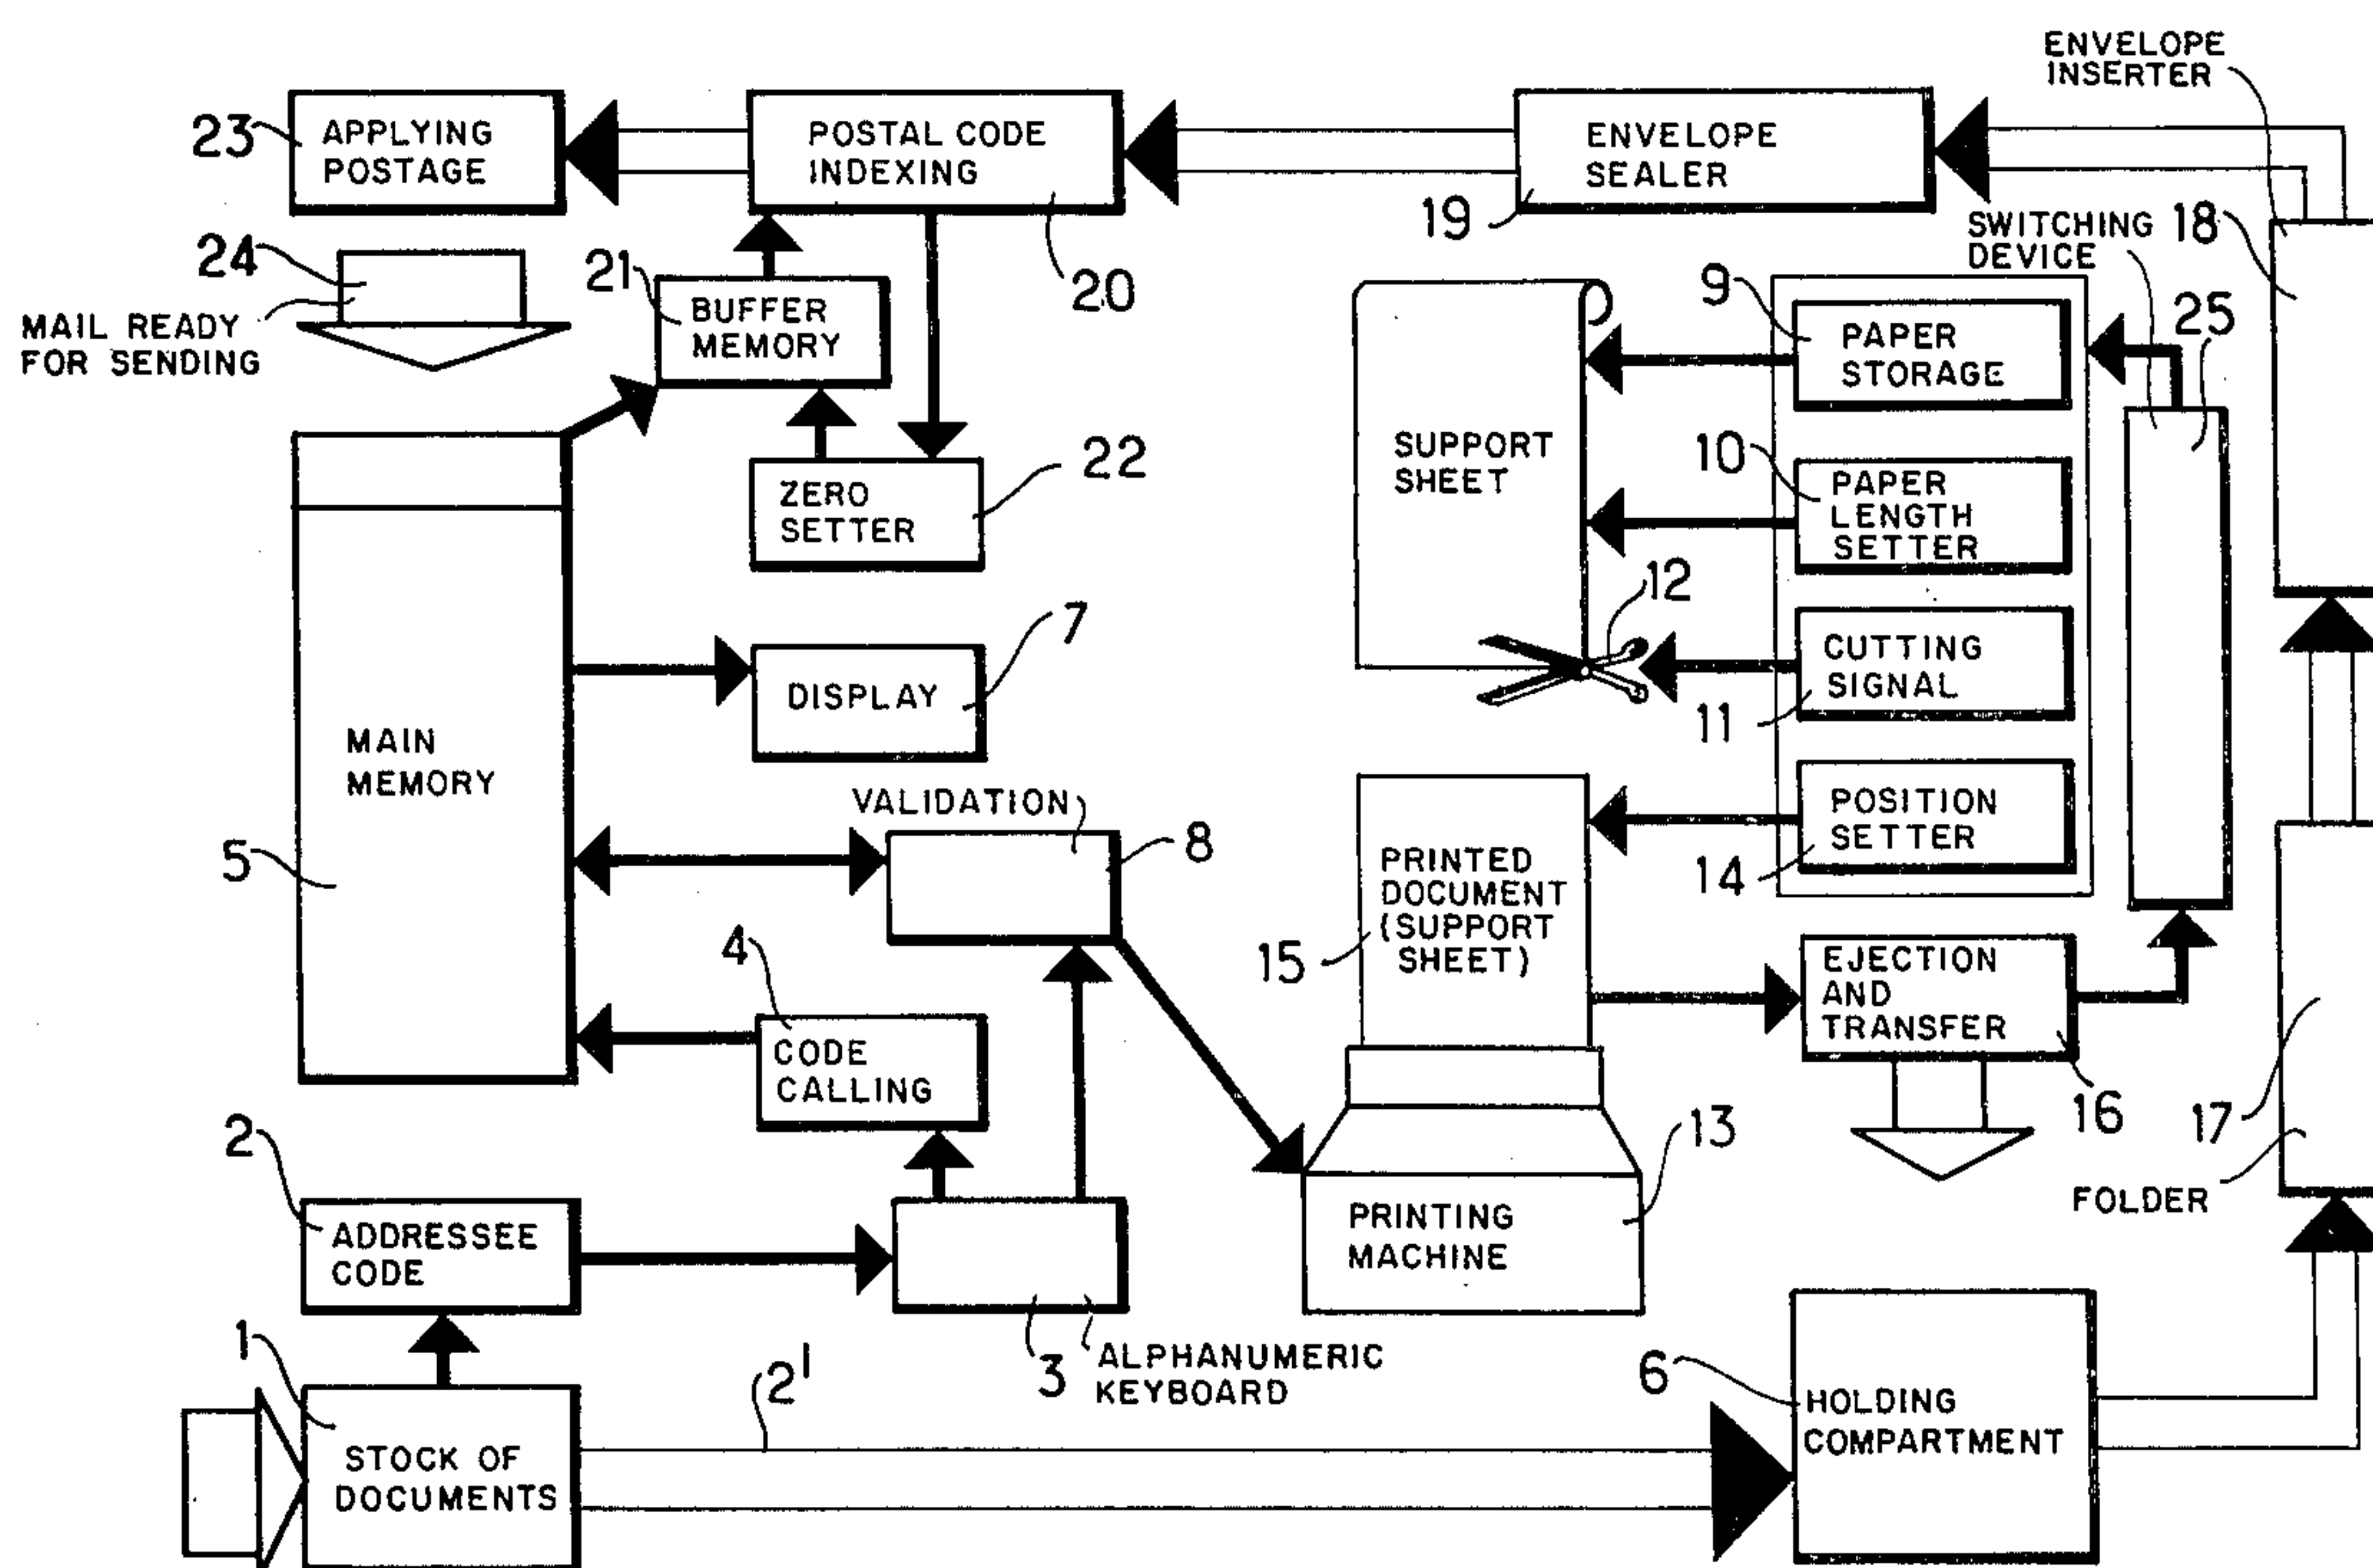 ENVELOPE
INSERTER
23
APPLYING
POSTAGE
POSTAL CODE
INDEXING
ENVELOPE
SEALER
19
20
SWITCHING
DEVICE
18
24
MAIL READY
FOR SENDING
21
BUFFER
MEMORY
9
PAPER
STORAGE
25
SUPPORT
SHEET
10
PAPER
LENGTH
SETTER
22
ZERO
SETTER
12
CUTTING
SIGNAL
11
7
DISPLAY
MAIN
MEMORY
5
VALIDATION
8
POSITION
SETTER
14
PRINTED
DOCUMENT
(SUPPORT
SHEET)
15
4
CODE
CALLING
EJECTION
AND
TRANSFER
16
17
FOLDER
13
PRINTING
MACHINE
2
ADDRESSEE
CODE
3
ALPHANUMERIC
KEYBOARD
1
STOCK OF
DOCUMENTS
2'
6
HOLDING
COMPARTMENT